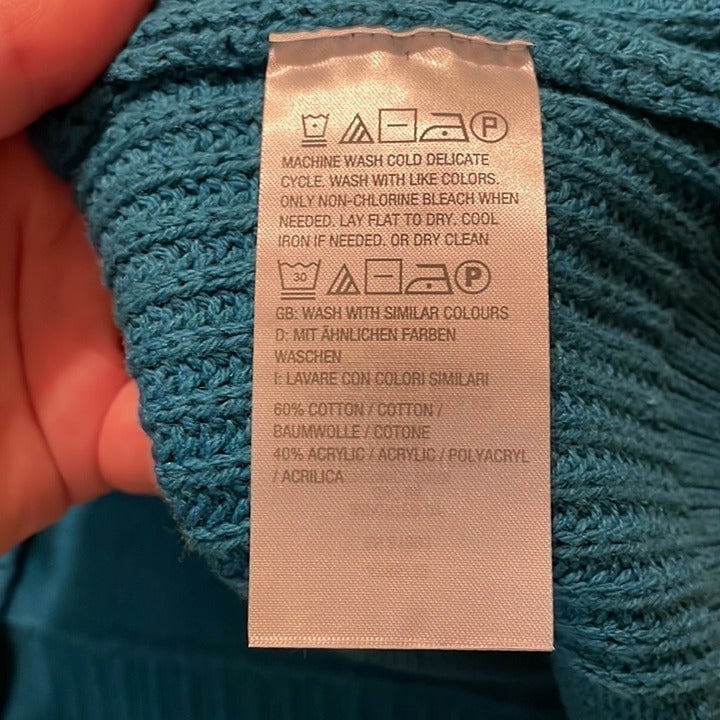 P
MACHINE WASH COLD DELICATE
CYCLE. WASH WITH LIKE COLORS.
ONLY NON-CHLORINE BLEACH WHEN
NEEDED. LAY FLAT TO DRY. COOL
IRON IF NEEDED. OR DRY CLEAN
30 P
GB: WASH WITH SIMILAR COLOURS
D: MIT ÄHNLICHEN FARBEN
WASCHEN
I: LAVARE CON COLORI SIMILARI
60% COTTON / COTTON /
BAUMWOLLE / COTONE
40% ACRYLIC / ACRYLIC / POLYACRYL
/ ACRILICA